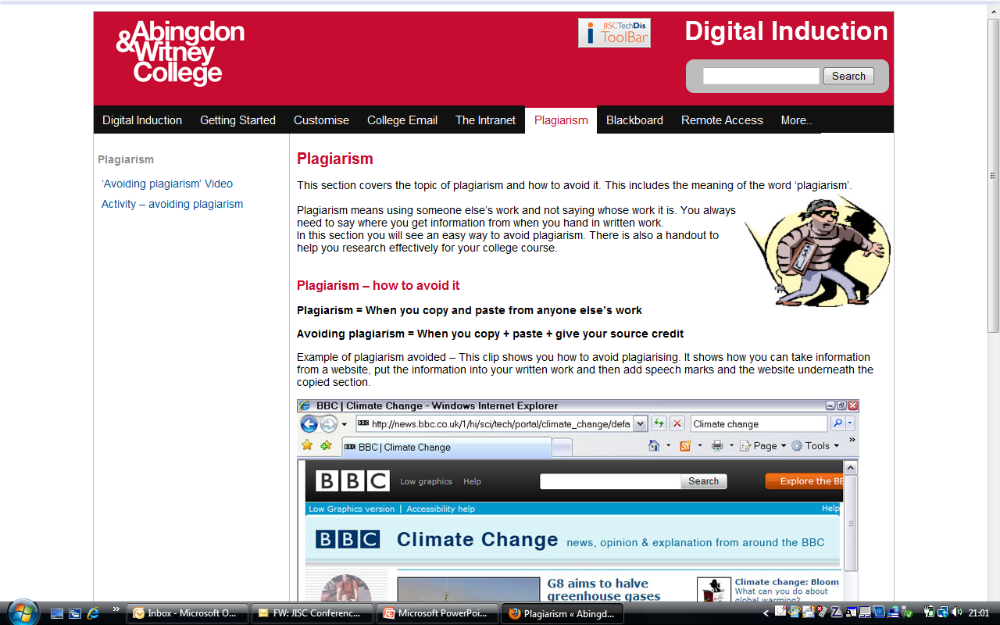 Abingdon
& Witney
College
JISCTechDis
ToolBar
Digital Induction
Search
Digital Induction Getting Started Customise College Email The Intranet Plagiarism Blackboard Remote Access More..
Plagiarism
‘Avoiding plagiarism’ Video
Activity – avoiding plagiarism
Plagiarism
This section covers the topic of plagiarism and how to avoid it. This includes the meaning of the word ‘plagiarism’.
Plagiarism means using someone else’s work and not saying whose work it is. You always
need to say where you get information from when you hand in written work.
In this section you will see an easy way to avoid plagiarism. There is also a handout to
help you research effectively for your college course.
Plagiarism – how to avoid it
Plagiarism = When you copy and paste from anyone else’s work
Avoiding plagiarism = When you copy + paste + give your source credit
Example of plagiarism avoided – This clip shows you how to avoid plagiarising. It shows how you can take information
from a website, put the information into your written work and then add speech marks and the website underneath the
copied section.
BBC | Climate Change - Windows Internet Explorer
BBC http://news.bbc.co.uk/1/hi/sci/tech/portal/climate_change/defa Climate change
BBC BBC | Climate Change Page Tools »
BBC Low graphics Help Search Explore the BB
Low Graphics version | Accessibility help Help
BBC Climate Change news, opinion & explanation from around the BBC
G8 aims to halve
greenhouse gases
Climate change: Bloom
What can you do about
global warming?
» Inbox - Microsoft O... FW: JISC Conferenc... Microsoft PowerPoi... Plagiarism « Abingd... 21:01